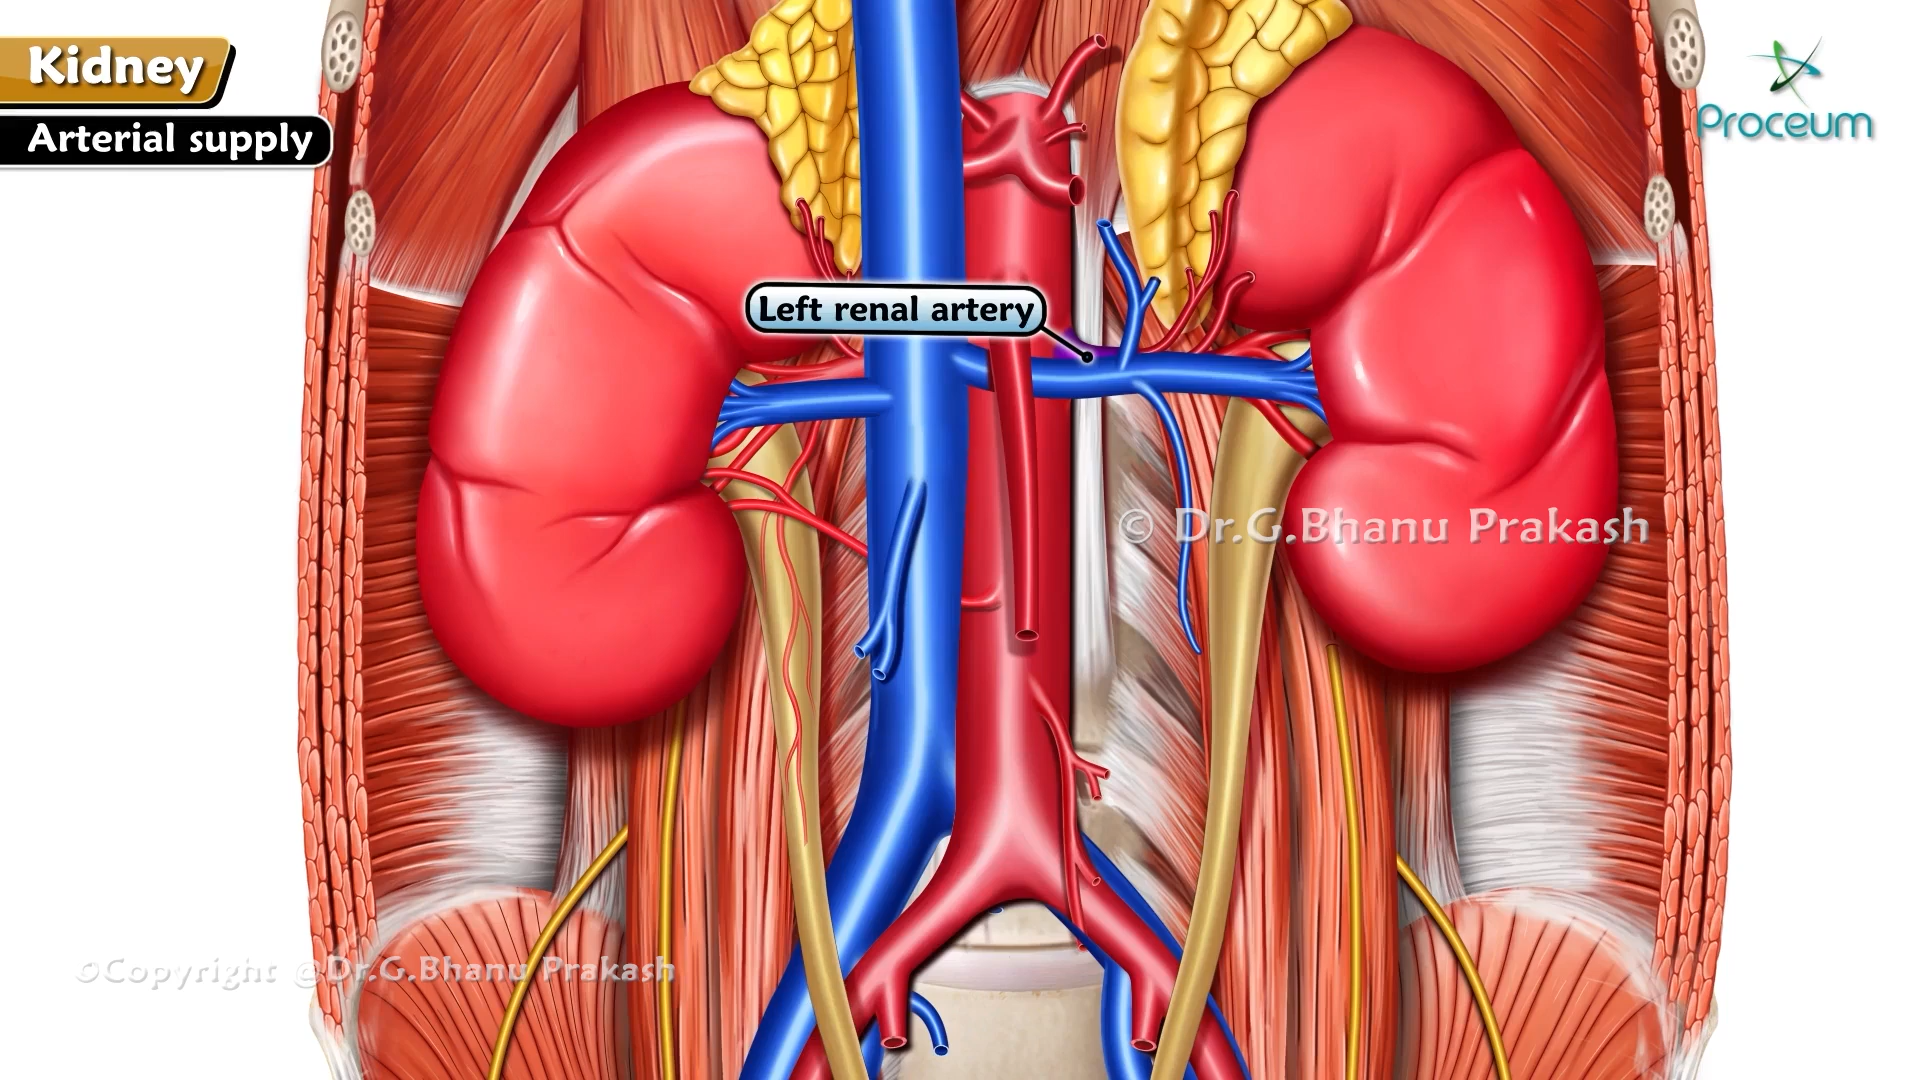 Kidney
Arterial supply
Proceum
Left renal artery
© Dr.G.Bhanu Prakash
©Copyright @Dr.G.Bhanu Prakash